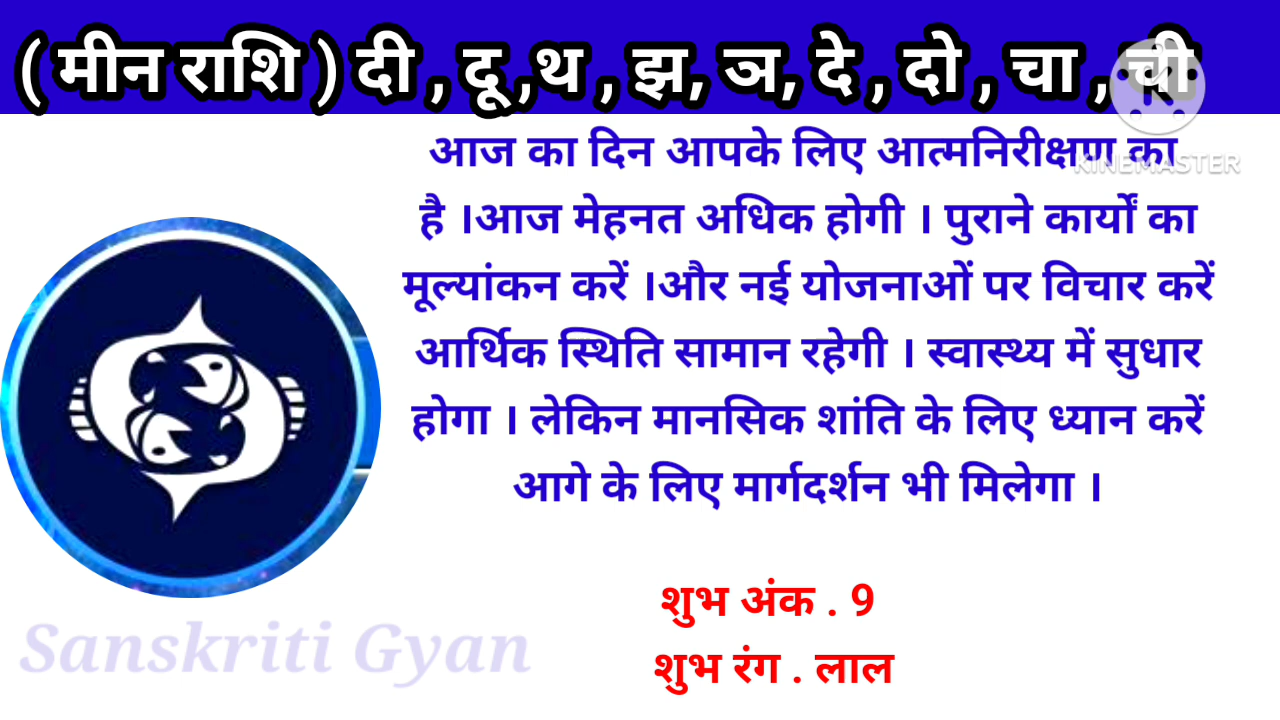 ( मीन राशि ) दी , दू ,थ , झ, ञ, दे , दो , चा , ची
KINEMASTER
आज का दिन आपके लिए आत्मनिरीक्षण का
है ।आज मेहनत अधिक होगी । पुराने कार्यों का
मूल्यांकन करें ।और नई योजनाओं पर विचार करें
आर्थिक स्थिति सामान रहेगी । स्वास्थ्य में सुधार
होगा । लेकिन मानसिक शांति के लिए ध्यान करें
आगे के लिए मार्गदर्शन भी मिलेगा ।
शुभ अंक . 9
शुभ रंग . लाल
Sanskriti Gyan